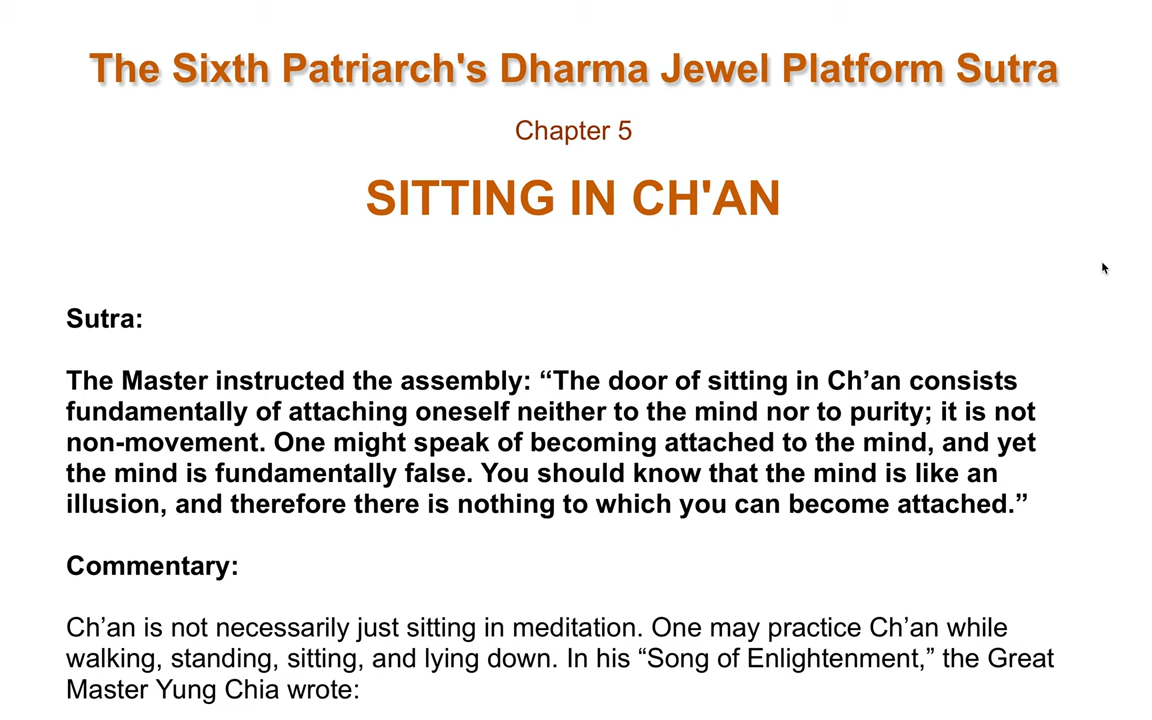 The Sixth Patriarch's Dharma Jewel Platform Sutra
Chapter 5
SITTING IN CH'AN
Sutra:
The Master instructed the assembly: “The door of sitting in Ch’an consists
fundamentally of attaching oneself neither to the mind nor to purity; it is not
non-movement. One might speak of becoming attached to the mind, and yet
the mind is fundamentally false. You should know that the mind is like an
illusion, and therefore there is nothing to which you can become attached.”
Commentary:
Ch’an is not necessarily just sitting in meditation. One may practice Ch’an while
walking, standing, sitting, and lying down. In his “Song of Enlightenment,” the Great
Master Yung Chia wrote: